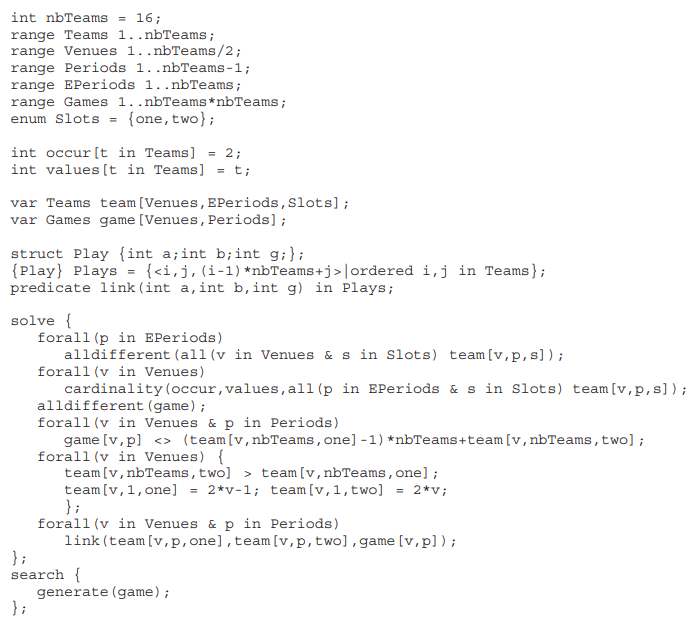 int nbTeams = 16;
range Teams 1..nbTeams;
range Venues 1..nbTeams/2;
range Periods 1..nbTeams-1;
range EPeriods 1..nbTeams;
range Games 1..nbTeams*nbTeams;
enum Slots = {one,two};

int occur[t in Teams] = 2;
int values[t in Teams] = t;

var Teams team[Venues,EPeriods,Slots];
var Games game[Venues,Periods];

struct Play {int a;int b;int g;};
{Play} Plays = {<i,j,(i-1)*nbTeams+j>|ordered i,j in Teams};
predicate link(int a,int b,int g) in Plays;

solve {
   forall(p in EPeriods)
      alldifferent(all(v in Venues & s in Slots) team[v,p,s]);
   forall(v in Venues)
      cardinality(occur,values,all(p in EPeriods & s in Slots) team[v,p,s]);
   alldifferent(game);
   forall(v in Venues & p in Periods)
      game[v,p] <> (team[v,nbTeams,one]-1)*nbTeams+team[v,nbTeams,two];
   forall(v in Venues) {
      team[v,nbTeams,two] > team[v,nbTeams,one];
      team[v,1,one] = 2*v-1; team[v,1,two] = 2*v;
      };
   forall(v in Venues & p in Periods)
      link(team[v,p,one],team[v,p,two],game[v,p]);
};
search {
   generate(game);
};